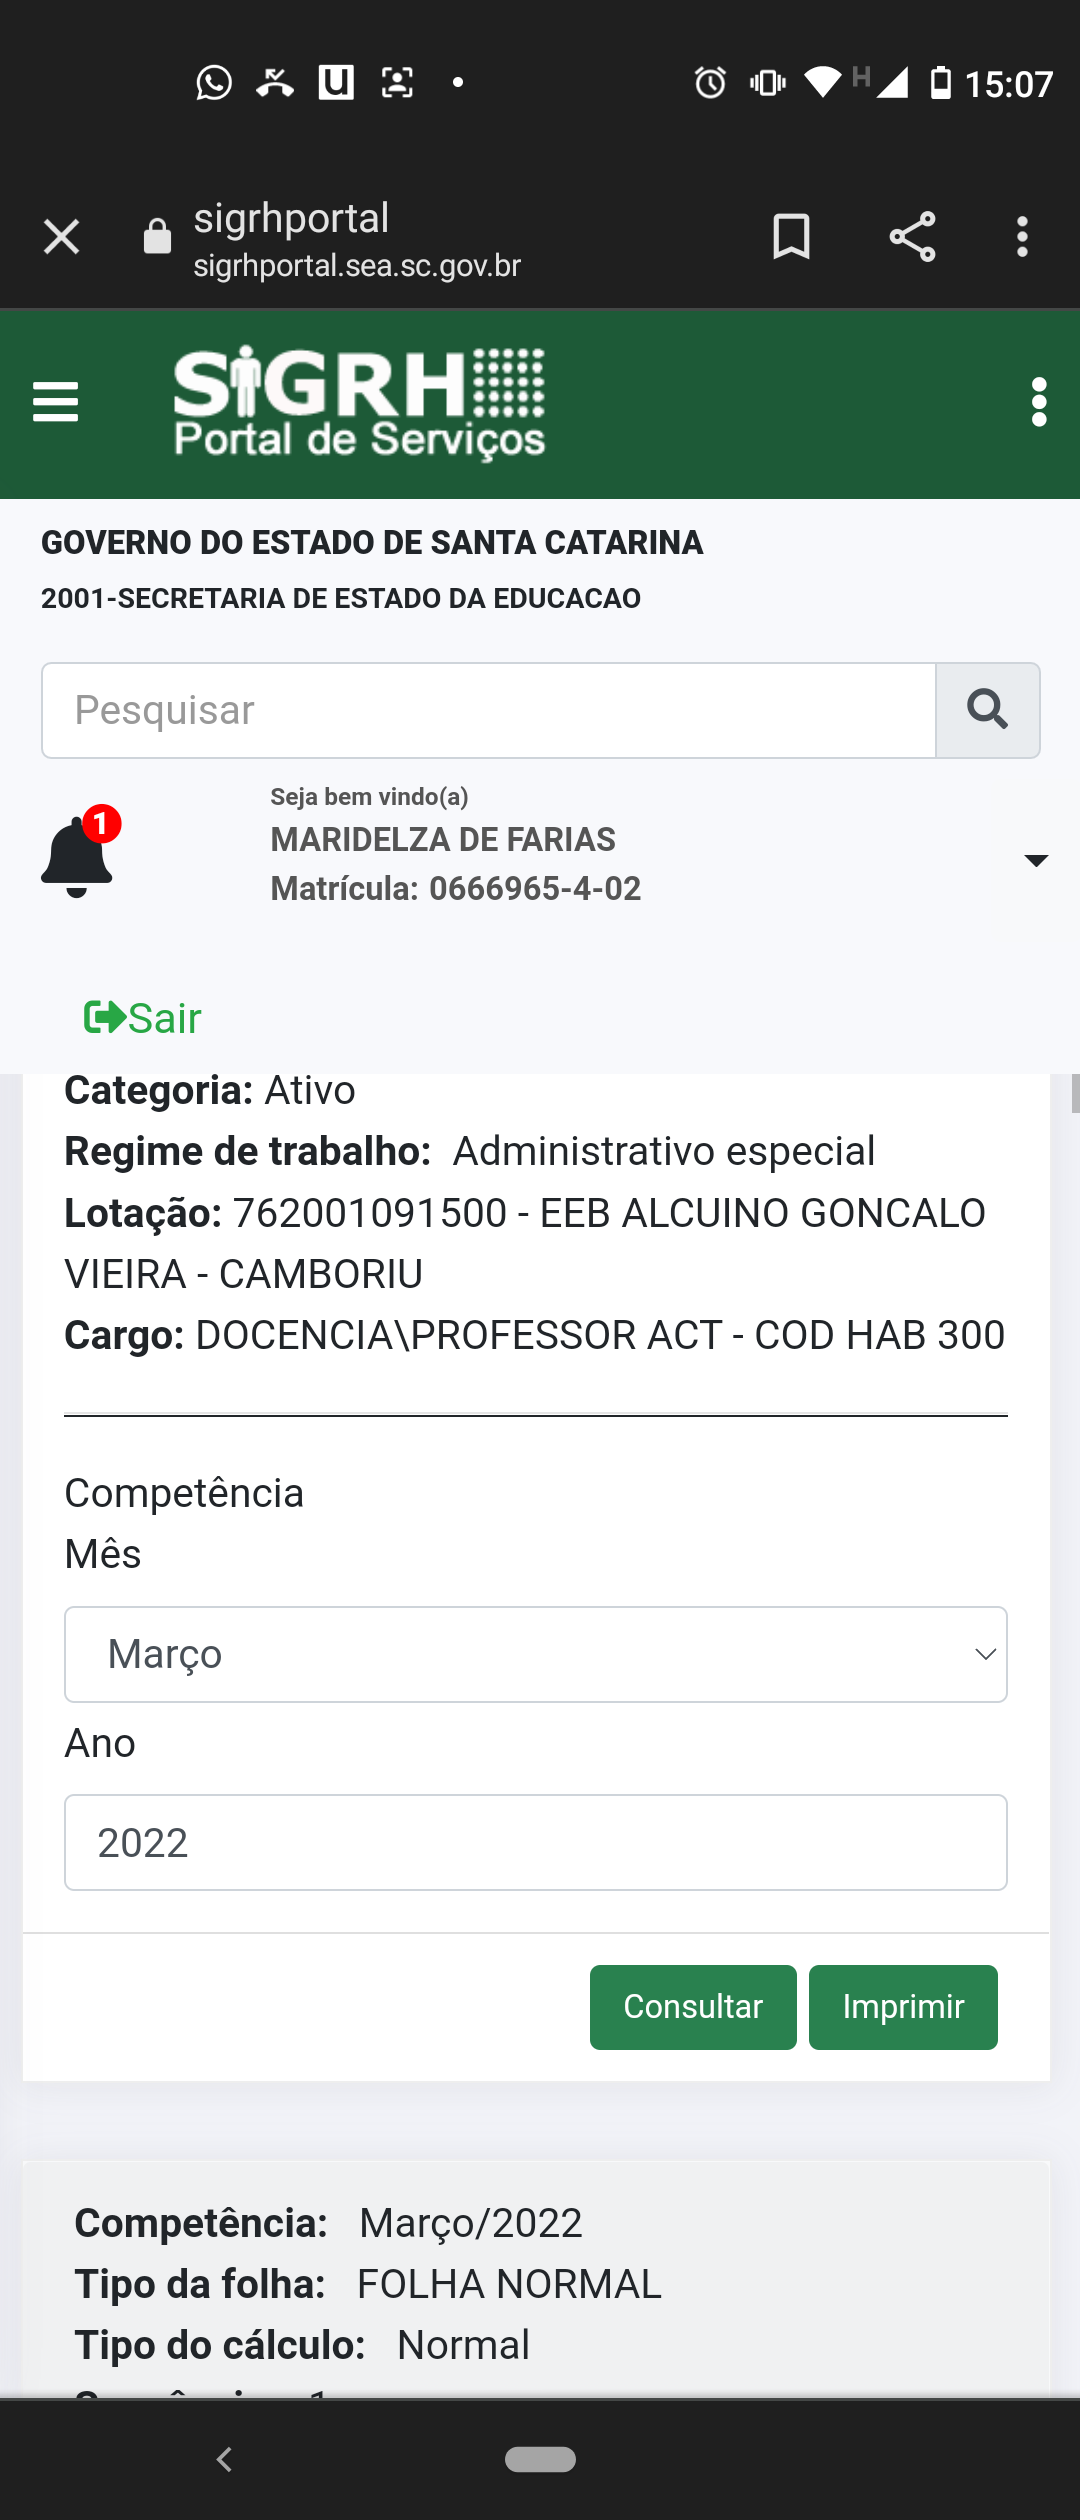 15:07
sigrhportal
sigrhportal.sea.sc.gov.br
SiGRH
Portal de Serviços
GOVERNO DO ESTADO DE SANTA CATARINA
2001-SECRETARIA DE ESTADO DA EDUCACAO
Pesquisar
1
Seja bem vindo(a)
MARIDELZA DE FARIAS
Matrícula: 0666965-4-02
Sair
Categoria: Ativo
Regime de trabalho: Administrativo especial
Lotação: 762001091500 - EEB ALCUINO GONCALO
VIEIRA - CAMBORIU
Cargo: DOCENCIA\PROFESSOR ACT - COD HAB 300
Competência
Mês
Março
Ano
2022
Consultar Imprimir
Competência: Março/2022
Tipo da folha: FOLHA NORMAL
Tipo do cálculo: Normal